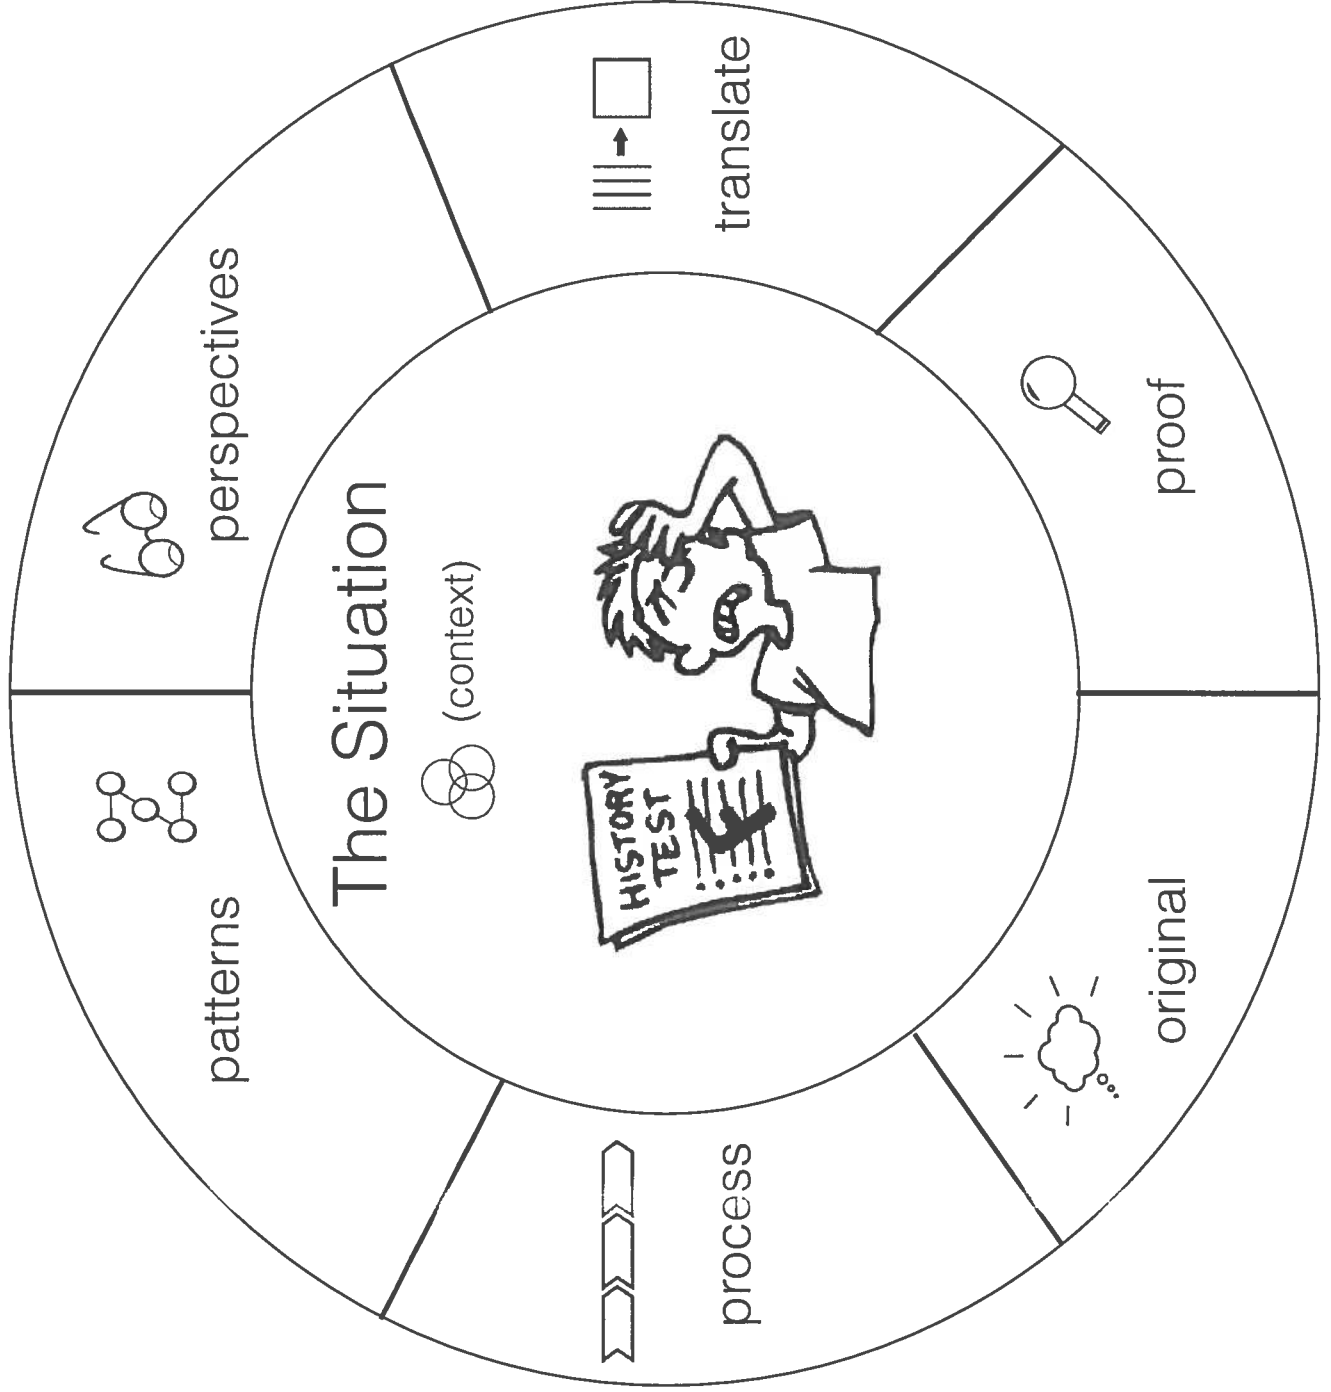 patterns
perspectives
The Situation
(context)
HISTORY
TEST
process
translate
original
proof